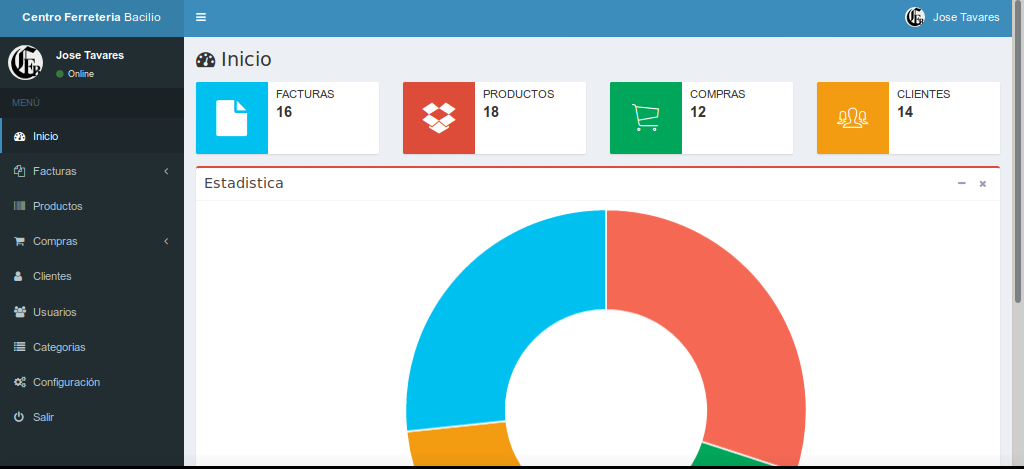 Centro Ferreteria Bacilio
Jose Tavares
Jose Tavares
Online
MENÚ
Inicio
Facturas
Productos
Compras
Clientes
Usuarios
Categorias
Configuración
Salir
Inicio
FACTURAS
16
PRODUCTOS
18
COMPRAS
12
CLIENTES
14
Estadistica